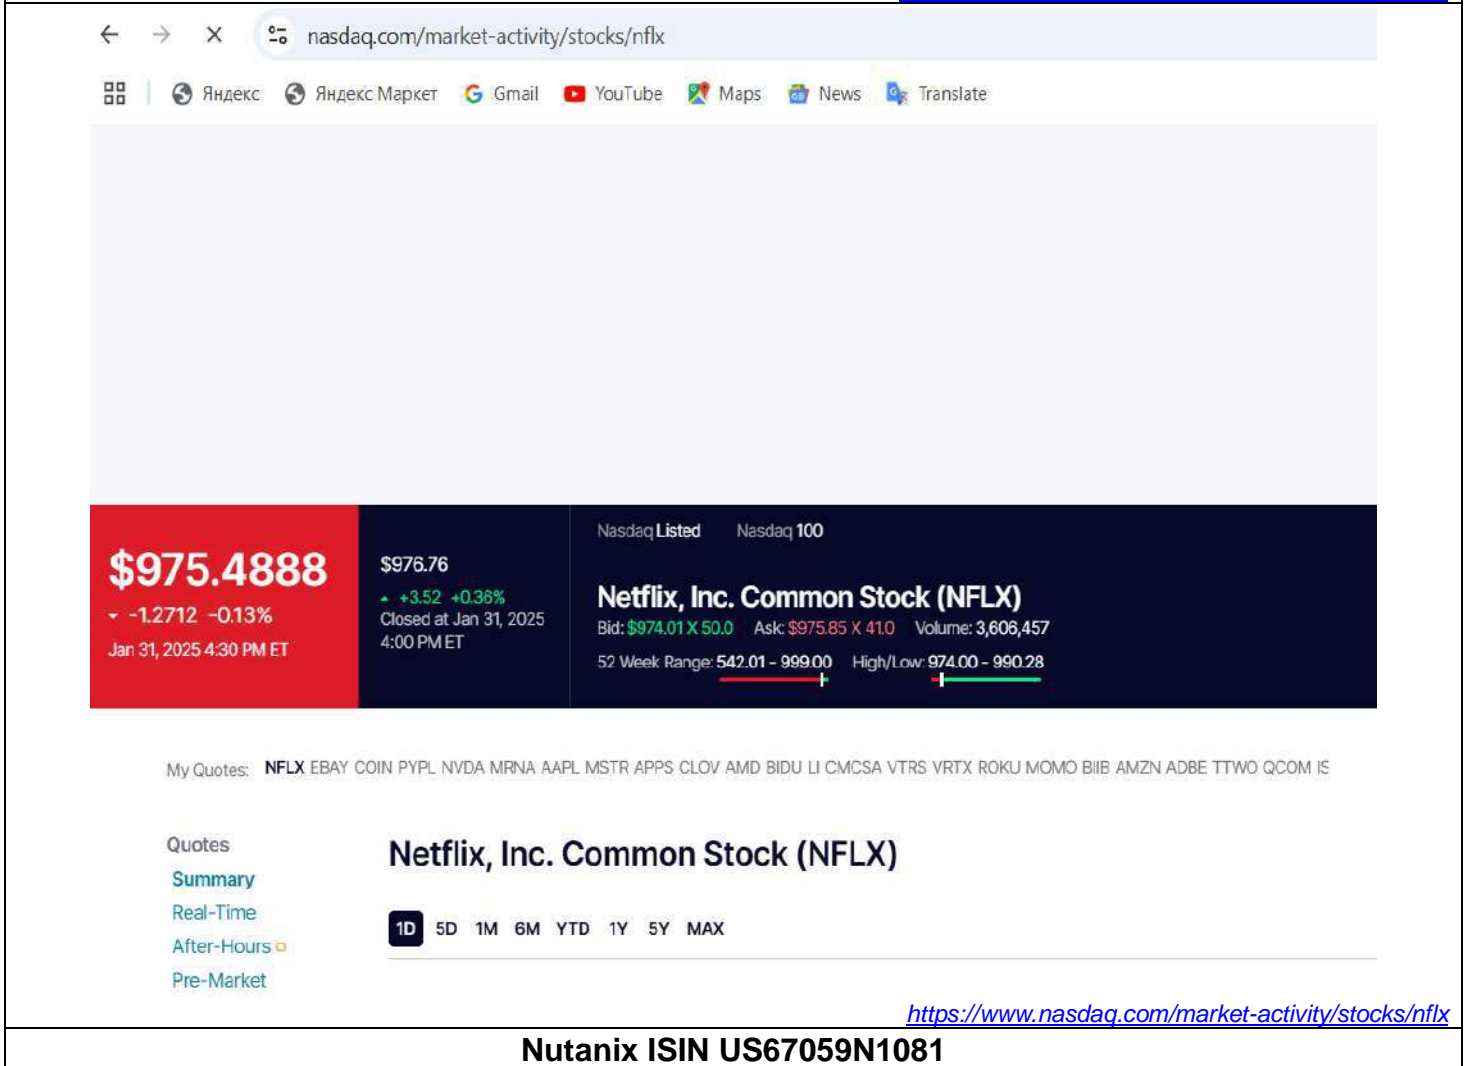 nasdaq.com/market-activity/stocks/nflx
Яндекс Яндекс Маркет Gmail YouTube Maps News Translate
Nasdaq Listed Nasdaq 100
$975.4888
-1.2712 -0.13%
Jan 31, 2025 4:30 PM ET
$976.76
+3.52 +0.36%
Closed at Jan 31, 2025
4:00 PM ET
Netflix, Inc. Common Stock (NFLX)
Bid: $974.01 X 50.0 Ask: $975.85 X 41.0 Volume: 3,606,457
52 Week Range: 542.01 - 999.00 High/Low: 974.00 - 990.28
My Quotes: NFLX EBAY COIN PYPL NVDA MRNA AAPL MSTR APPS CLOV AMD BIDU LI CMCSA VTRS VRTX ROKU MOMO BIIB AMZN ADBE TTWO QCOM IS
Quotes
Summary
Real-Time
After-Hours
Pre-Market
Netflix, Inc. Common Stock (NFLX)
1D 5D 1M 6M YTD 1Y 5Y MAX
https://www.nasdaq.com/market-activity/stocks/nflx
Nutanix ISIN US67059N1081